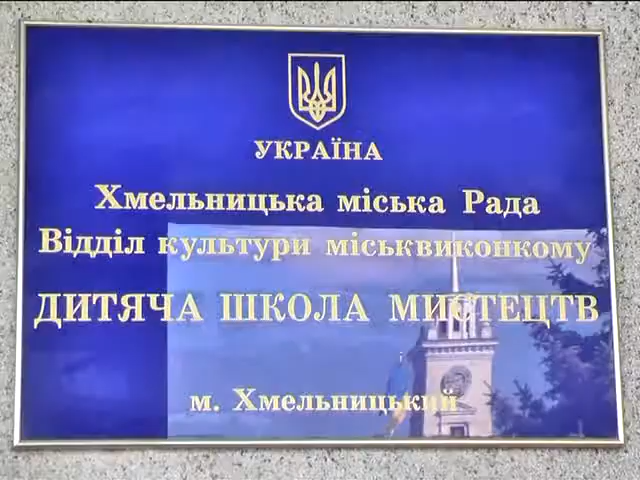 УКРАЇНА
Хмельницька міська Рада
Відділ культури міськвиконкому
ДИТЯЧА ШКОЛА МИСТЕЦТВ
м. Хмельницький